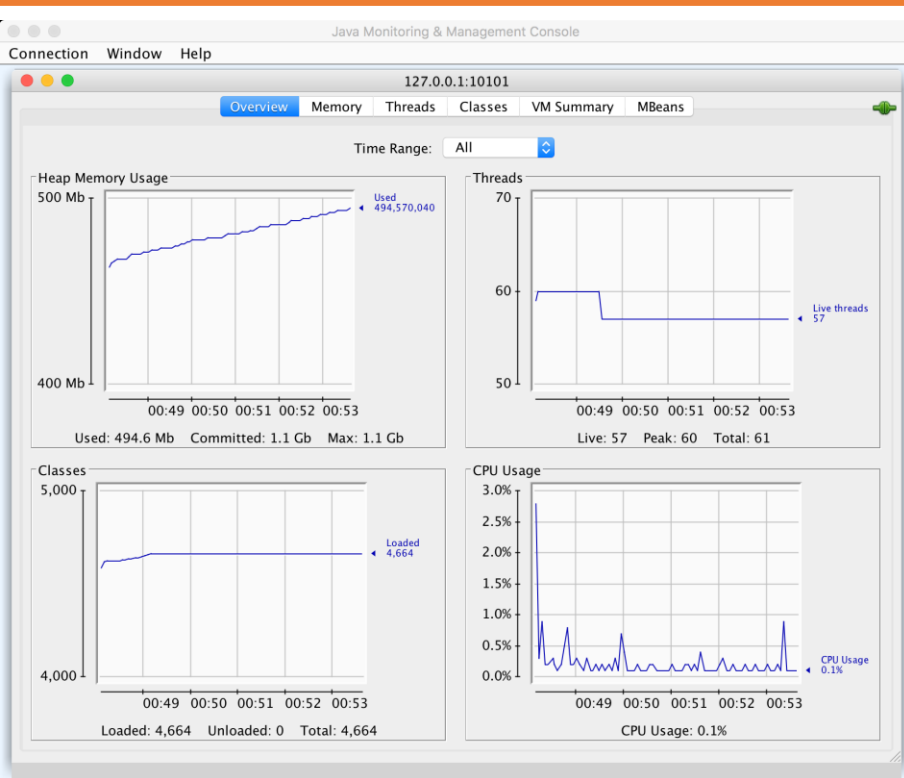 Java Monitoring & Management Console
Connection Window Help
127.0.0.1:10101
Overview Memory Threads Classes VM Summary MBeans
Time Range: All
Heap Memory Usage
500 Mb
Used
494,570,040
400 Mb
00:49 00:50 00:51 00:52 00:53
Used: 494.6 Mb Committed: 1.1 Gb Max: 1.1 Gb
Threads
70
60
Live threads
57
50
00:49 00:50 00:51 00:52 00:53
Live: 57 Peak: 60 Total: 61
Classes
5,000
Loaded
4,664
4,000
00:49 00:50 00:51 00:52 00:53
Loaded: 4,664 Unloaded: 0 Total: 4,664
CPU Usage
3.0%
2.5%
2.0%
1.5%
1.0%
0.5%
CPU Usage
0.1%
0.0%
00:49 00:50 00:51 00:52 00:53
CPU Usage: 0.1%